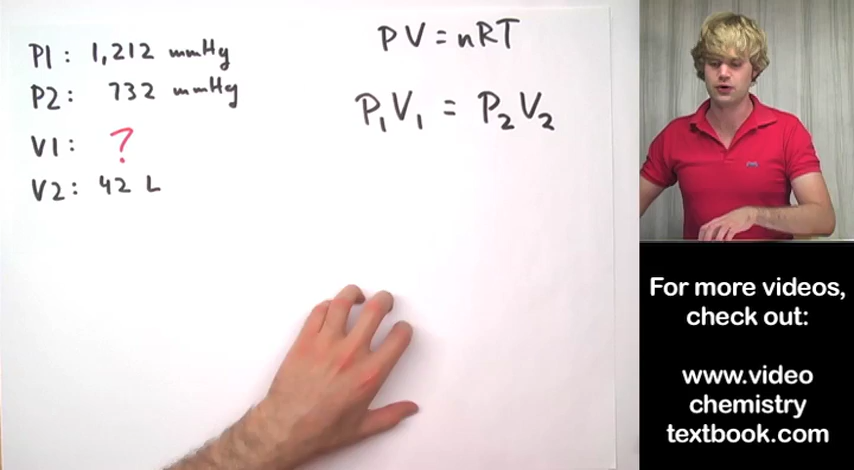 P1: 1,212 mmHg
P2: 732 mmHg
V1: ?
V2: 42 L
PV = nRT
P₁V₁ = P₂V₂
For more videos,
check out:
www.video
chemistry
textbook.com